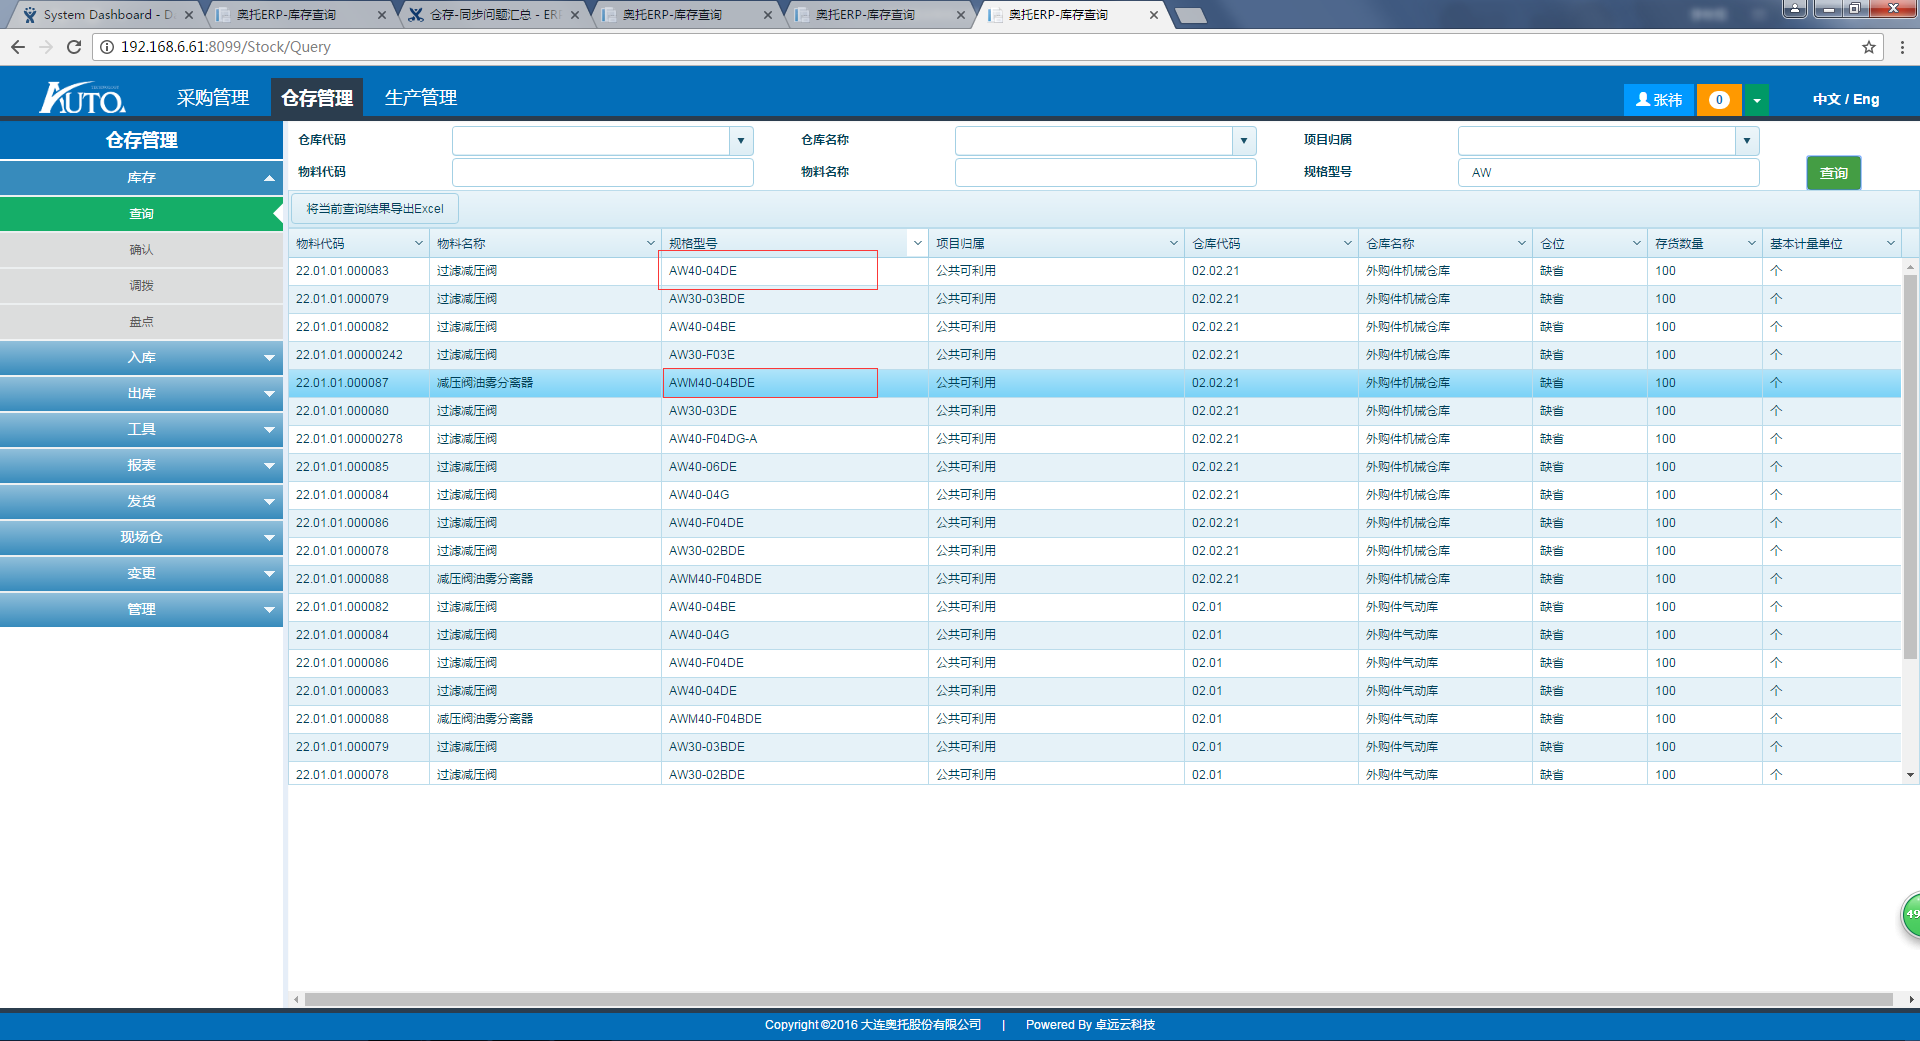 System Dashboard - D
奥托ERP-库存查询
仓存-同步问题汇总 - ERP
奥托ERP-库存查询
奥托ERP-库存查询
奥托ERP-库存查询
192.168.6.61:8099/Stock/Query
AUTO.
采购管理 仓存管理 生产管理
张祎 0 中文 / Eng
仓存管理
库存
查询
确认
调拨
盘点
入库
出库
工具
报表
发货
现场仓
变更
管理
仓库代码 仓库名称 项目归属
物料代码 物料名称 规格型号 AW 查询
将当前查询结果导出Excel
物料代码 物料名称 规格型号 项目归属 仓库代码 仓库名称 仓位 存货数量 基本计量单位
22.01.01.000083 过滤减压阀 AW40-04DE 公共可利用 02.02.21 外购件机械仓库 缺省 100 个
22.01.01.000079 过滤减压阀 AW30-03BDE 公共可利用 02.02.21 外购件机械仓库 缺省 100 个
22.01.01.000082 过滤减压阀 AW40-04BE 公共可利用 02.02.21 外购件机械仓库 缺省 100 个
22.01.01.00000242 过滤减压阀 AW30-F03E 公共可利用 02.02.21 外购件机械仓库 缺省 100 个
22.01.01.000087 减压阀油雾分离器 AWM40-04BDE 公共可利用 02.02.21 外购件机械仓库 缺省 100 个
22.01.01.000080 过滤减压阀 AW30-03DE 公共可利用 02.02.21 外购件机械仓库 缺省 100 个
22.01.01.00000278 过滤减压阀 AW40-F04DG-A 公共可利用 02.02.21 外购件机械仓库 缺省 100 个
22.01.01.000085 过滤减压阀 AW40-06DE 公共可利用 02.02.21 外购件机械仓库 缺省 100 个
22.01.01.000084 过滤减压阀 AW40-04G 公共可利用 02.02.21 外购件机械仓库 缺省 100 个
22.01.01.000086 过滤减压阀 AW40-F04DE 公共可利用 02.02.21 外购件机械仓库 缺省 100 个
22.01.01.000078 过滤减压阀 AW30-02BDE 公共可利用 02.02.21 外购件机械仓库 缺省 100 个
22.01.01.000088 减压阀油雾分离器 AWM40-F04BDE 公共可利用 02.02.21 外购件机械仓库 缺省 100 个
22.01.01.000082 过滤减压阀 AW40-04BE 公共可利用 02.01 外购件气动库 缺省 100 个
22.01.01.000084 过滤减压阀 AW40-04G 公共可利用 02.01 外购件气动库 缺省 100 个
22.01.01.000086 过滤减压阀 AW40-F04DE 公共可利用 02.01 外购件气动库 缺省 100 个
22.01.01.000083 过滤减压阀 AW40-04DE 公共可利用 02.01 外购件气动库 缺省 100 个
22.01.01.000088 减压阀油雾分离器 AWM40-F04BDE 公共可利用 02.01 外购件气动库 缺省 100 个
22.01.01.000079 过滤减压阀 AW30-03BDE 公共可利用 02.01 外购件气动库 缺省 100 个
22.01.01.000078 过滤减压阀 AW30-02BDE 公共可利用 02.01 外购件气动库 缺省 100 个
49
Copyright ©2016 大连奥托股份有限公司 | Powered By 卓远云科技